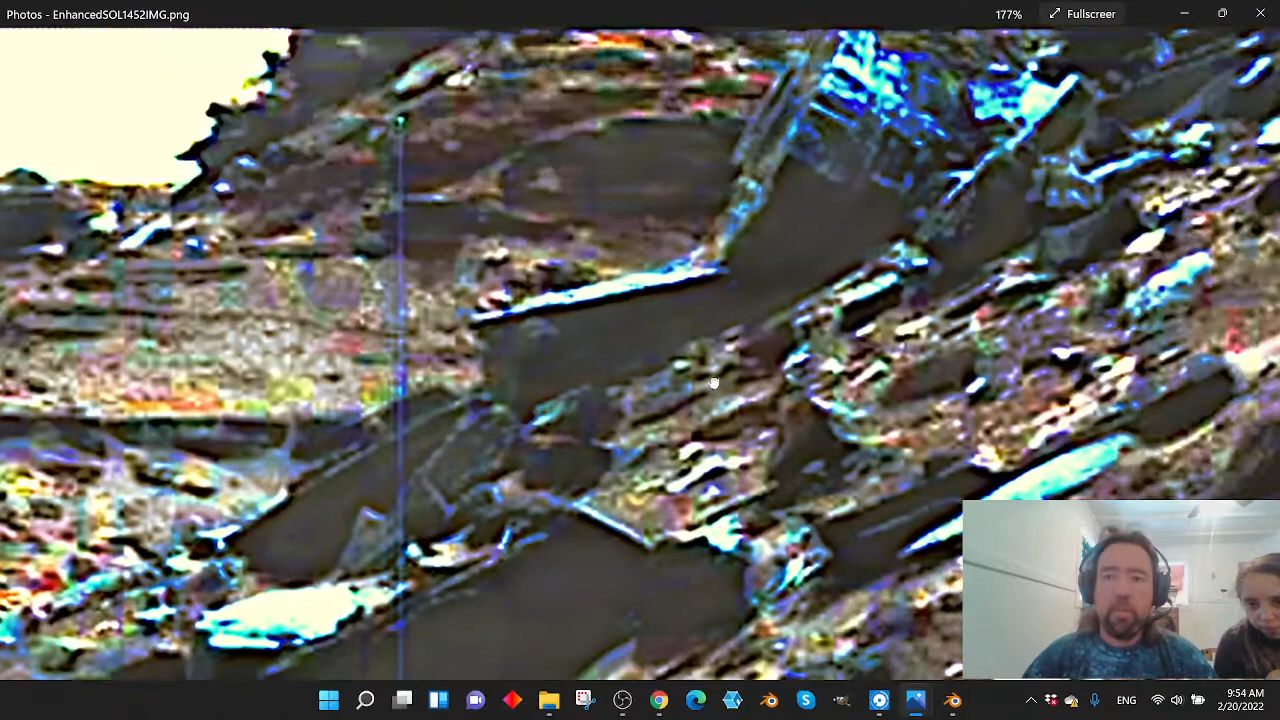 Photos - EnhancedSOL1452IMG.png
177%
Fullscreen
ENG
9:54 AM
2/20/2022